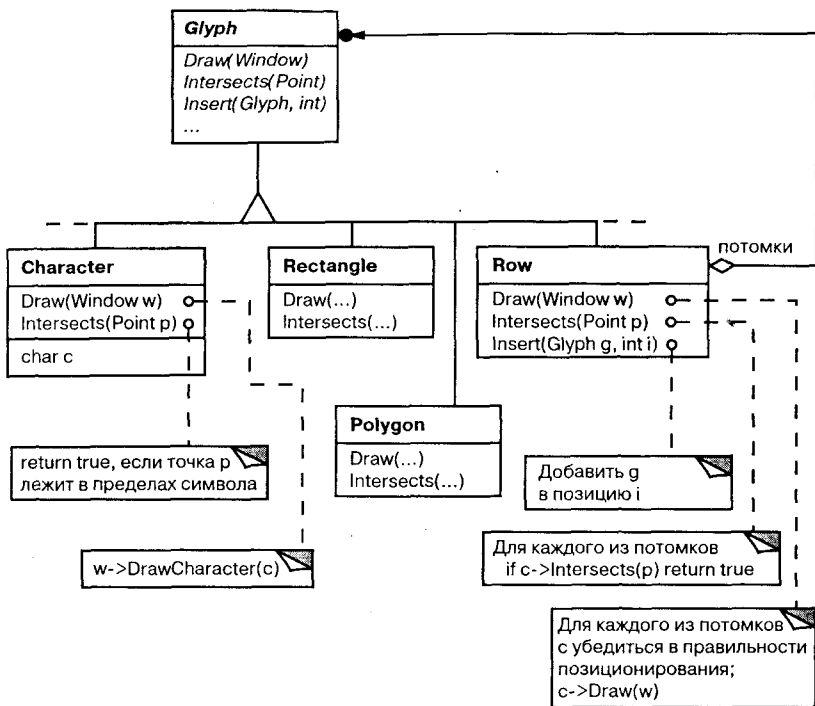 Glyph
Draw(Window)
Intersects(Point)
Insert(Glyph, int)
...
потомки
Character
Draw(Window w)
Intersects(Point p)
char c
Rectangle
Draw(...)
Intersects(...)
Row
Draw(Window w)
Intersects(Point p)
Insert(Glyph g, int i)
Polygon
Draw(...)
Intersects(...)
return true, если точка p
лежит в пределах символа
Добавить g
в позицию i
w->DrawCharacter(c)
Для каждого из потомков
if c->Intersects(p) return true
Для каждого из потомков
с убедиться в правильности
позиционирования;
c->Draw(w)